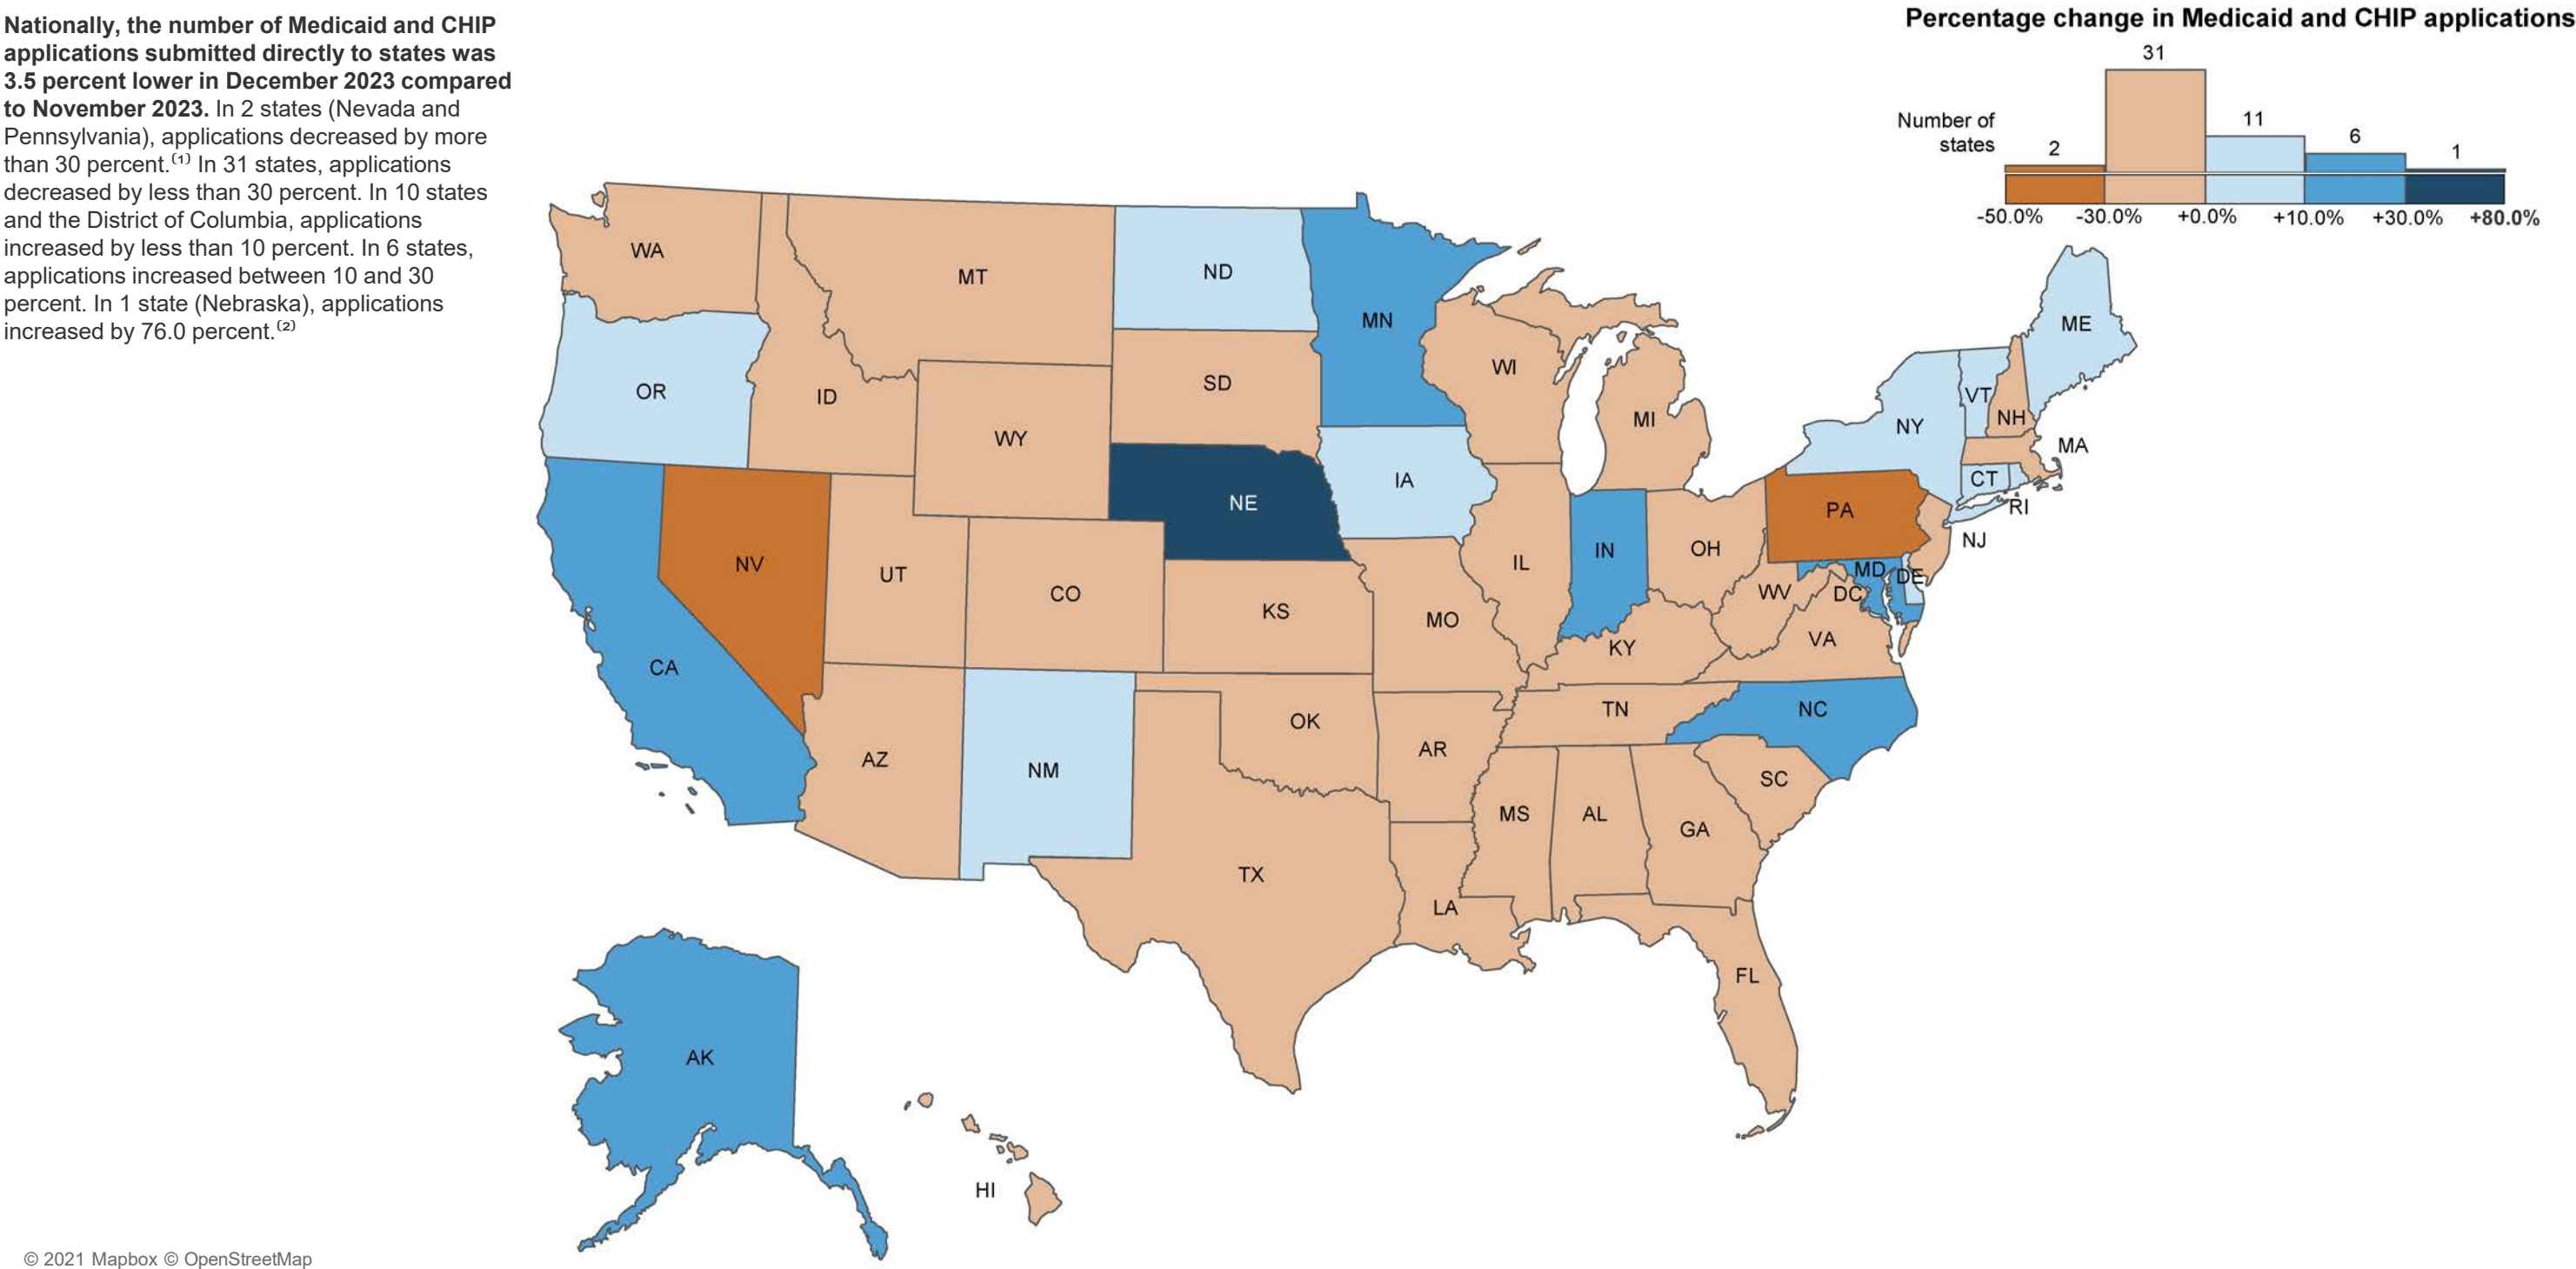 Nationally, the number of Medicaid and CHIP
applications submitted directly to states was
3.5 percent lower in December 2023 compared
to November 2023. In 2 states (Nevada and
Pennsylvania), applications decreased by more
than 30 percent.⁽¹⁾ In 31 states, applications
decreased by less than 30 percent. In 10 states
and the District of Columbia, applications
increased by less than 10 percent. In 6 states,
applications increased between 10 and 30
percent. In 1 state (Nebraska), applications
increased by 76.0 percent.⁽²⁾
Percentage change in Medicaid and CHIP applications
31
11
6
2
1
Number of
states
-50.0%
-30.0%
+0.0%
+10.0%
+30.0%
+80.0%
WA
MT
ND
MN
ME
OR
ID
SD
WI
MI
VT
NH
NY
WY
MA
NE
IA
CT
RI
PA
NJ
NV
UT
CO
KS
MO
IL
IN
OH
WV
MD
DE
DC
VA
KY
CA
AZ
NM
OK
AR
TN
NC
SC
MS
AL
GA
TX
LA
FL
AK
HI
© 2021 Mapbox © OpenStreetMap